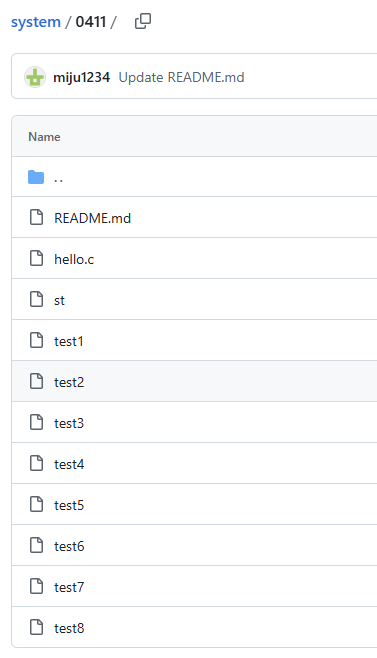 system / 0411 /
miju1234 Update README.md
Name
..
README.md
hello.c
st
test1
test2
test3
test4
test5
test6
test7
test8